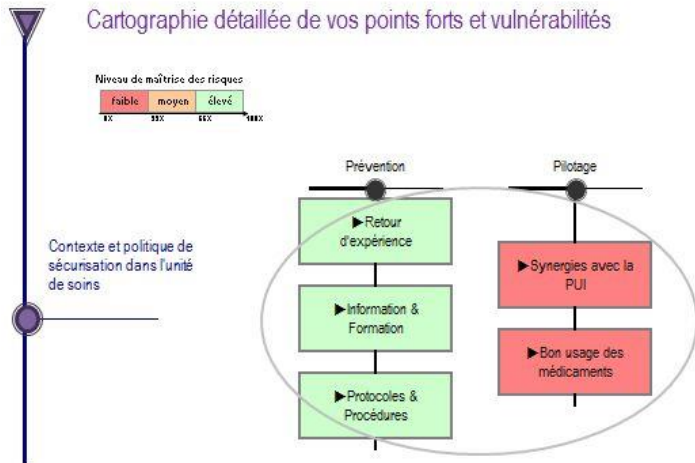 Cartographie détaillée de vos points forts et vulnérabilités
Niveau de maîtrise des risques
faible moyen élevé
0% 33% 66% 100%
Prévention
Pilotage
Contexte et politique de
sécurisation dans l'unité
de soins
▶Retour
d'expérience
▶Information &
Formation
▶Protocoles &
Procédures
▶Synergies avec la
PUI
▶Bon usage des
médicaments